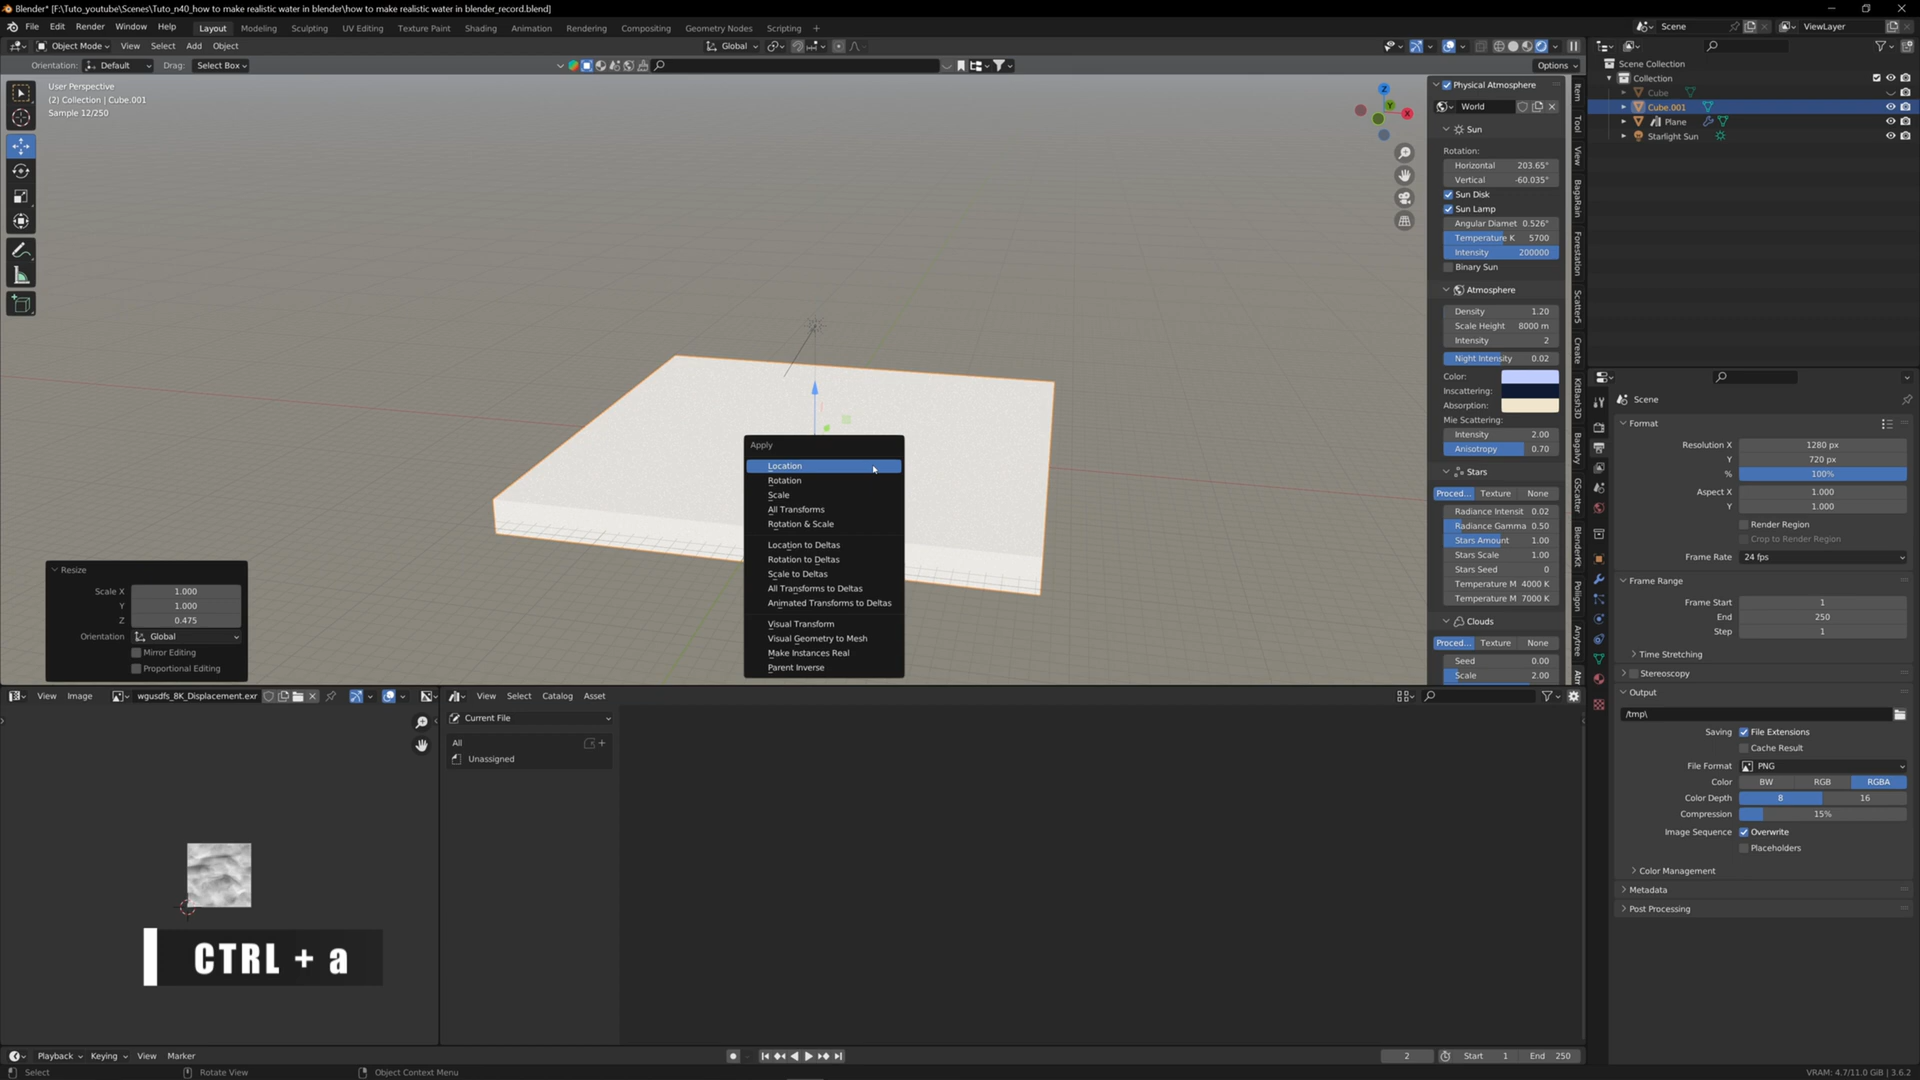 Blender* [F:\Tuto_youtube\Scenes\Tuto_n40_how to make realistic water in blender\how to make realistic water in blender_record.blend]
File Edit Render Window Help
Layout Modeling Sculpting UV Editing Texture Paint Shading Animation Rendering Compositing Geometry Nodes Scripting +
Scene
ViewLayer
Object Mode View Select Add Object
Global
Orientation: Default Drag: Select Box
Options
User Perspective
(2) Collection | Cube.001
Sample 12/250
Z
Y
X
Physical Atmosphere
World
Sun
Rotation:
Horizontal 203.65°
Vertical -60.035°
Sun Disk
Sun Lamp
Angular Diamet 0.526°
Temperature K 5700
Intensity 200000
Binary Sun
Atmosphere
Density 1.20
Scale Height 8000 m
Intensity 2
Night Intensity 0.02
Color:
Inscattering:
Absorption:
Mie Scattering:
Intensity 2.00
Anisotropy 0.70
Stars
Proced... Texture None
Radiance Intensit 0.02
Radiance Gamma 0.50
Stars Amount 1.00
Stars Scale 1.00
Stars Seed 0
Temperature M 4000 K
Temperature M 7000 K
Clouds
Proced... Texture None
Seed 0.00
Scale 2.00
Item
Tool
View
BagaRain
Forestation
Scatter5
Create
KitBash3D
BagaIvy
GScatter
BlenderKit
Poliigon
Anytree
Apply
Location
Rotation
Scale
All Transforms
Rotation & Scale
Location to Deltas
Rotation to Deltas
Scale to Deltas
All Transforms to Deltas
Animated Transforms to Deltas
Visual Transform
Visual Geometry to Mesh
Make Instances Real
Parent Inverse
Resize
Scale X 1.000
Y 1.000
Z 0.475
Orientation Global
Mirror Editing
Proportional Editing
Scene Collection
Collection
Cube
Cube.001
Plane
Starlight Sun
Scene
Format
Resolution X 1280 px
Y 720 px
% 100%
Aspect X 1.000
Y 1.000
Render Region
Crop to Render Region
Frame Rate 24 fps
Frame Range
Frame Start 1
End 250
Step 1
Time Stretching
Stereoscopy
Output
/tmp\
Saving File Extensions
Cache Result
File Format PNG
Color BW RGB RGBA
Color Depth 8 16
Compression 15%
Image Sequence Overwrite
Placeholders
Color Management
Metadata
Post Processing
View Image wgusdfs_8K_Displacement.exr
View Select Catalog Asset
Current File
All
Unassigned
CTRL + a
Playback Keying View Marker
2 Start 1 End 250
Select Rotate View Object Context Menu
VRAM: 4.7/11.0 GiB | 3.6.2